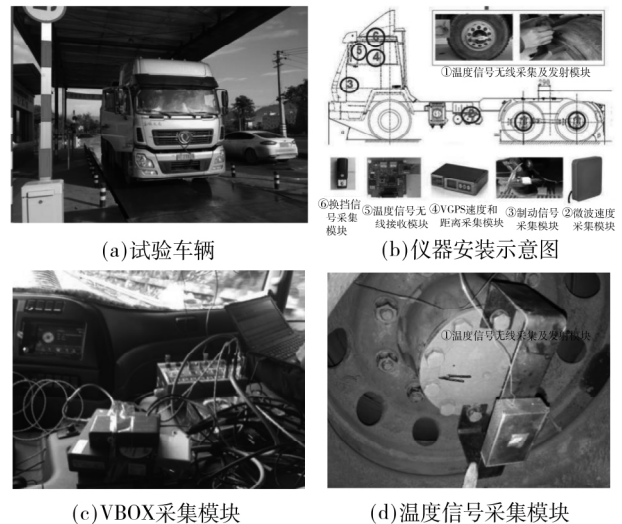 (a)试验车辆
⑥
⑤
④
③
①温度信号无线采集及发射模块
⑥换挡信
号采集
模块
⑤温度信号无
线接收模块
④VGPS速度和
距离采集模块
③制动信号
采集模块
②微波速度
采集模块
(b)仪器安装示意图
(c)VBOX采集模块
①温度信号无线采集及发射模块
(d)温度信号采集模块